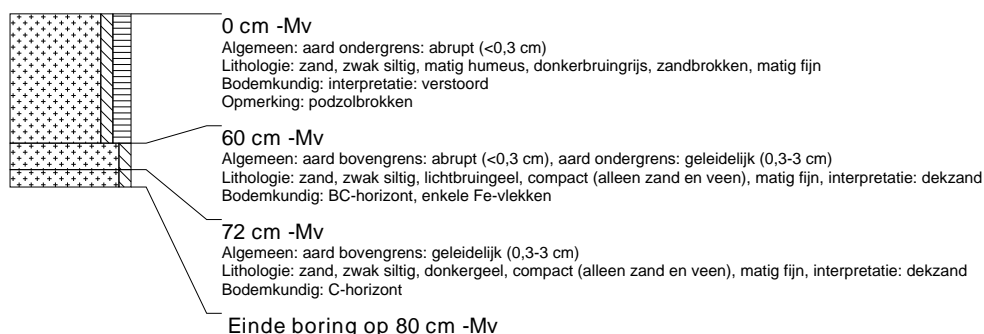 0 cm -Mv
Algemeen: aard ondergrens: abrupt (<0,3 cm)
Lithologie: zand, zwak siltig, matig humeus, donkerbruingrijs, zandbrokken, matig fijn
Bodemkundig: interpretatie: verstoord
Opmerking: podzolbrokken
60 cm -Mv
Algemeen: aard bovengrens: abrupt (<0,3 cm), aard ondergrens: geleidelijk (0,3-3 cm)
Lithologie: zand, zwak siltig, lichtbruingeel, compact (alleen zand en veen), matig fijn, interpretatie: dekzand
Bodemkundig: BC-horizont, enkele Fe-vlekken
72 cm -Mv
Algemeen: aard bovengrens: geleidelijk (0,3-3 cm)
Lithologie: zand, zwak siltig, donkergeel, compact (alleen zand en veen), matig fijn, interpretatie: dekzand
Bodemkundig: C-horizont
Einde boring op 80 cm -Mv